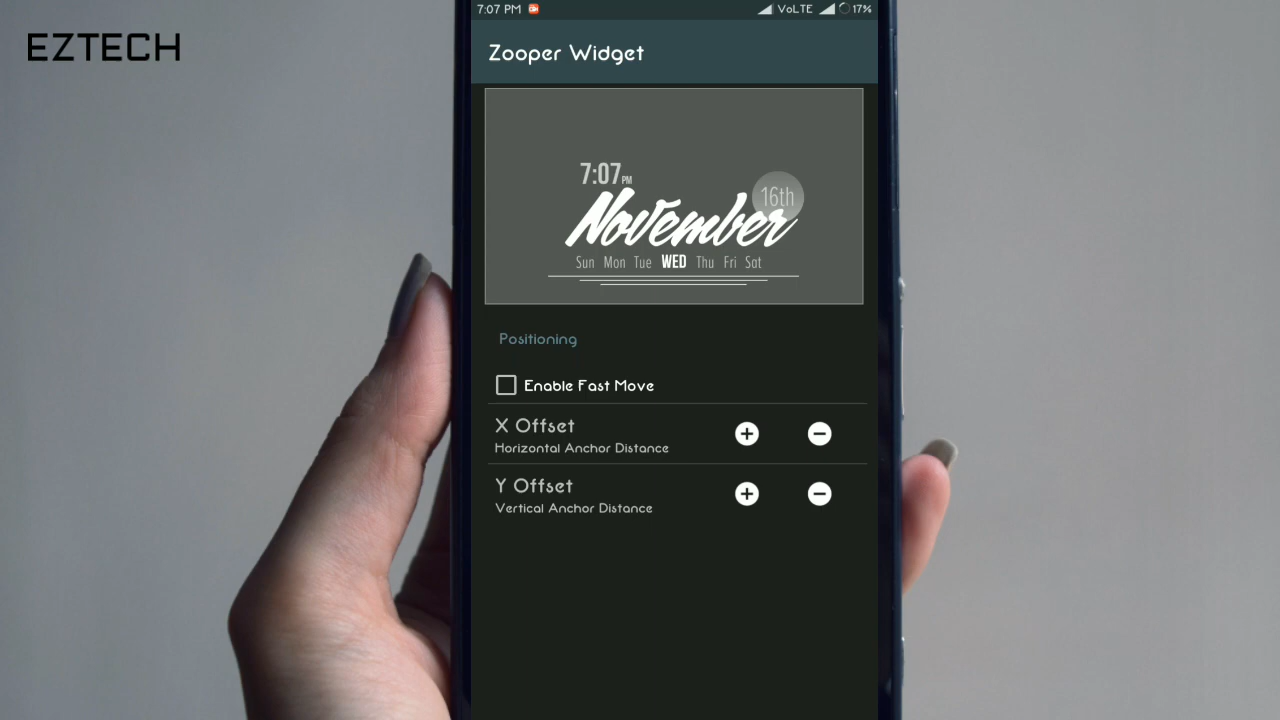 EZTECH
7:07 PM VoLTE 17%
Zooper Widget
7:07 PM
16th
November
Sun Mon Tue WED Thu Fri Sat
Positioning
Enable Fast Move
X Offset
Horizontal Anchor Distance
Y Offset
Vertical Anchor Distance